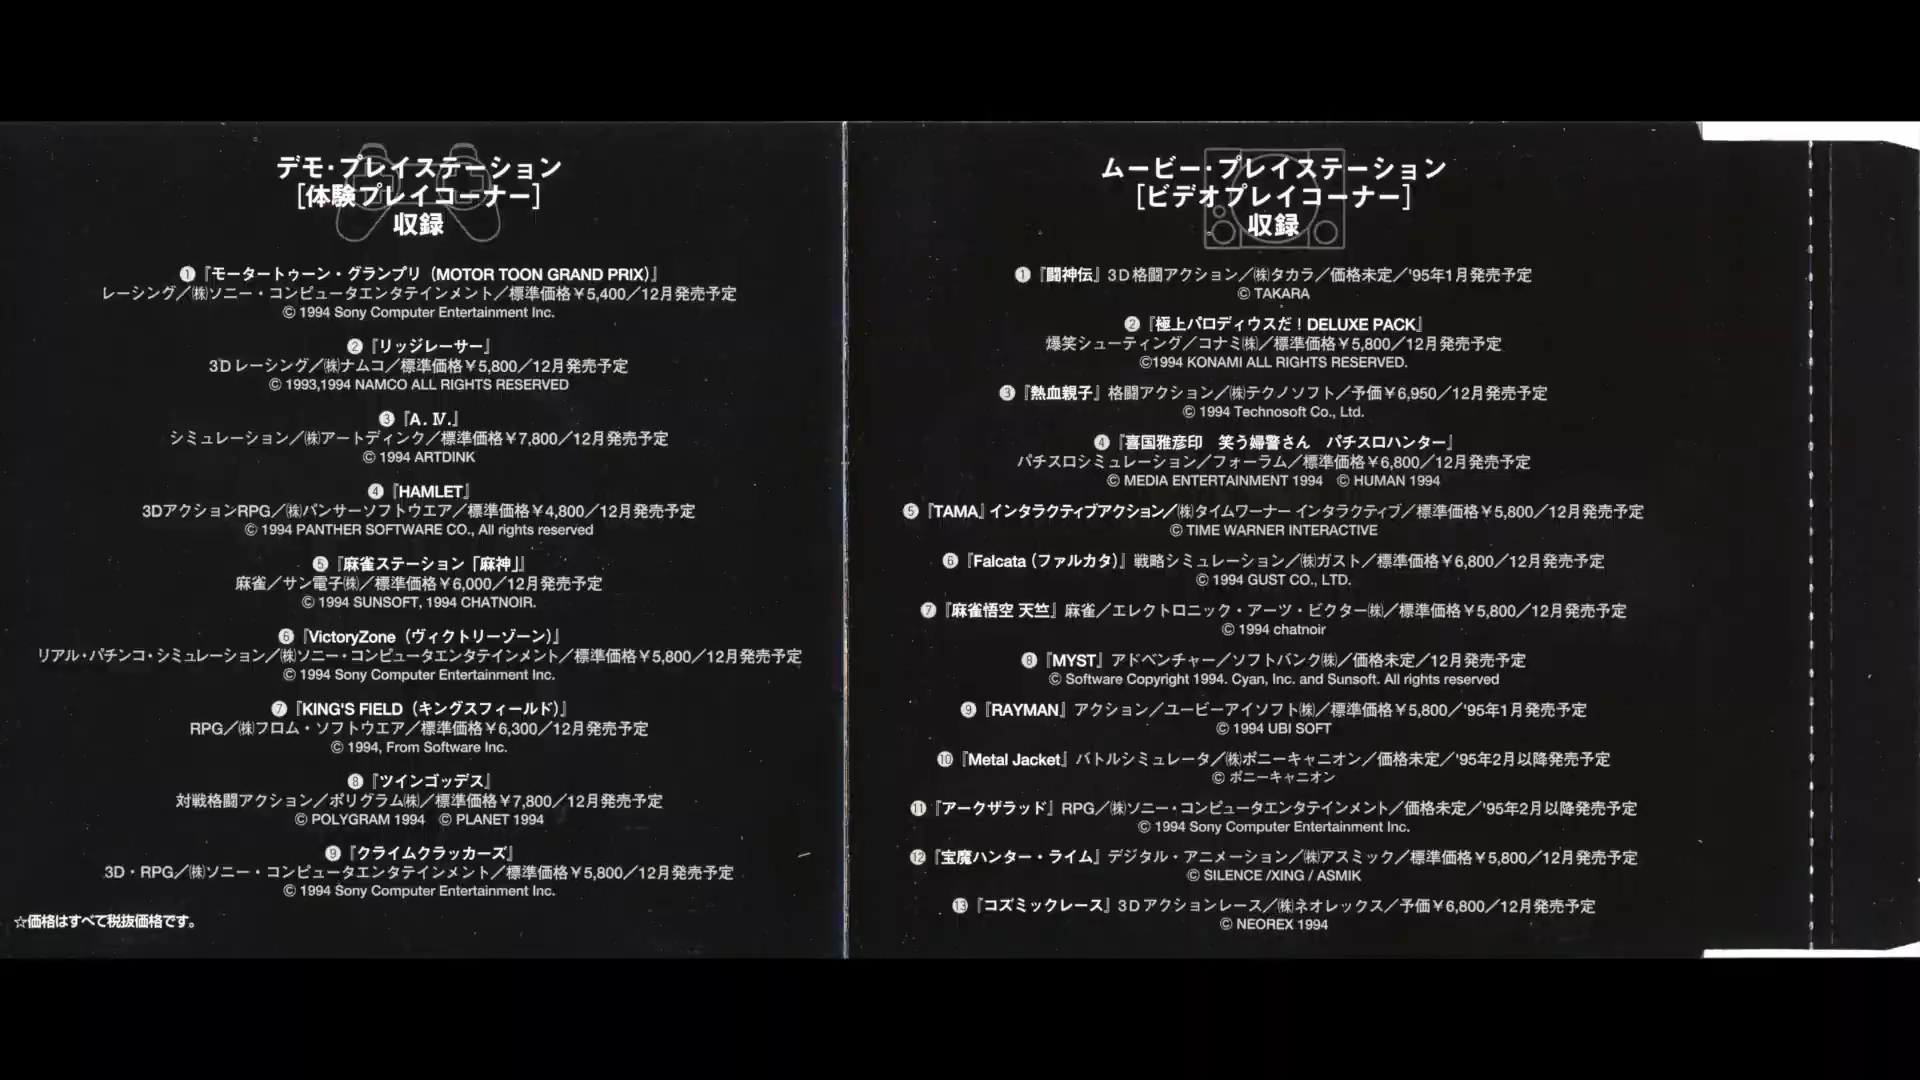 デモ・プレイステーション
［体験プレイコーナー］
収録
❶『モータートゥーン・グランプリ（MOTOR TOON GRAND PRIX）』
レーシング／㈱ソニー・コンピュータエンタテインメント／標準価格￥5,400／12月発売予定
© 1994 Sony Computer Entertainment Inc.
❷『リッジレーサー』
3Dレーシング／㈱ナムコ／標準価格￥5,800／12月発売予定
© 1993,1994 NAMCO ALL RIGHTS RESERVED
❸『A. Ⅳ.』
シミュレーション／㈱アートディンク／標準価格￥7,800／12月発売予定
© 1994 ARTDINK
❹『HAMLET』
3DアクションRPG／㈱パンサーソフトウエア／標準価格￥4,800／12月発売予定
© 1994 PANTHER SOFTWARE CO., All rights reserved
❺『麻雀ステーション「麻神」』
麻雀／サン電子㈱／標準価格￥6,000／12月発売予定
© 1994 SUNSOFT, 1994 CHATNOIR.
❻『VictoryZone（ヴィクトリーゾーン）』
リアル・パチンコ・シミュレーション／㈱ソニー・コンピュータエンタテインメント／標準価格￥5,800／12月発売予定
© 1994 Sony Computer Entertainment Inc.
❼『KING'S FIELD（キングスフィールド）』
RPG／㈱フロム・ソフトウエア／標準価格￥6,300／12月発売予定
© 1994, From Software Inc.
❽『ツインゴッデス』
対戦格闘アクション／ポリグラム㈱／標準価格￥7,800／12月発売予定
© POLYGRAM 1994 © PLANET 1994
❾『クライムクラッカーズ』
3D・RPG／㈱ソニー・コンピュータエンタテインメント／標準価格￥5,800／12月発売予定
© 1994 Sony Computer Entertainment Inc.
☆価格はすべて税抜価格です。
ムービー・プレイステーション
［ビデオプレイコーナー］
収録
❶『闘神伝』3D格闘アクション／㈱タカラ／価格未定／'95年1月発売予定
© TAKARA
❷『極上パロディウスだ！DELUXE PACK』
爆笑シューティング／コナミ㈱／標準価格￥5,800／12月発売予定
©1994 KONAMI ALL RIGHTS RESERVED.
❸『熱血親子』格闘アクション／㈱テクノソフト／予価￥6,950／12月発売予定
© 1994 Technosoft Co., Ltd.
❹『喜国雅彦印　笑う婦警さん　パチスロハンター』
パチスロシミュレーション／フォーラム／標準価格￥6,800／12月発売予定
© MEDIA ENTERTAINMENT 1994 © HUMAN 1994
❺『TAMA』インタラクティブアクション／㈱タイムワーナー インタラクティブ／標準価格￥5,800／12月発売予定
© TIME WARNER INTERACTIVE
❻『Falcata（ファルカタ）』戦略シミュレーション／㈱ガスト／標準価格￥6,800／12月発売予定
© 1994 GUST CO., LTD.
❼『麻雀悟空 天竺』麻雀／エレクトロニック・アーツ・ビクター㈱／標準価格￥5,800／12月発売予定
© 1994 chatnoir
❽『MYST』アドベンチャー／ソフトバンク㈱／価格未定／12月発売予定
© Software Copyright 1994. Cyan, Inc. and Sunsoft. All rights reserved
❾『RAYMAN』アクション／ユービーアイソフト㈱／標準価格￥5,800／'95年1月発売予定
© 1994 UBI SOFT
❿『Metal Jacket』バトルシミュレータ／㈱ポニーキャニオン／価格未定／'95年2月以降発売予定
© ポニーキャニオン
⓫『アークザラッド』RPG／㈱ソニー・コンピュータエンタテインメント／価格未定／'95年2月以降発売予定
© 1994 Sony Computer Entertainment Inc.
⓬『宝魔ハンター・ライム』デジタル・アニメーション／㈱アスミック／標準価格￥5,800／12月発売予定
© SILENCE /XING / ASMIK
⓭『コズミックレース』3Dアクションレース／㈱ネオレックス／予価￥6,800／12月発売予定
© NEOREX 1994